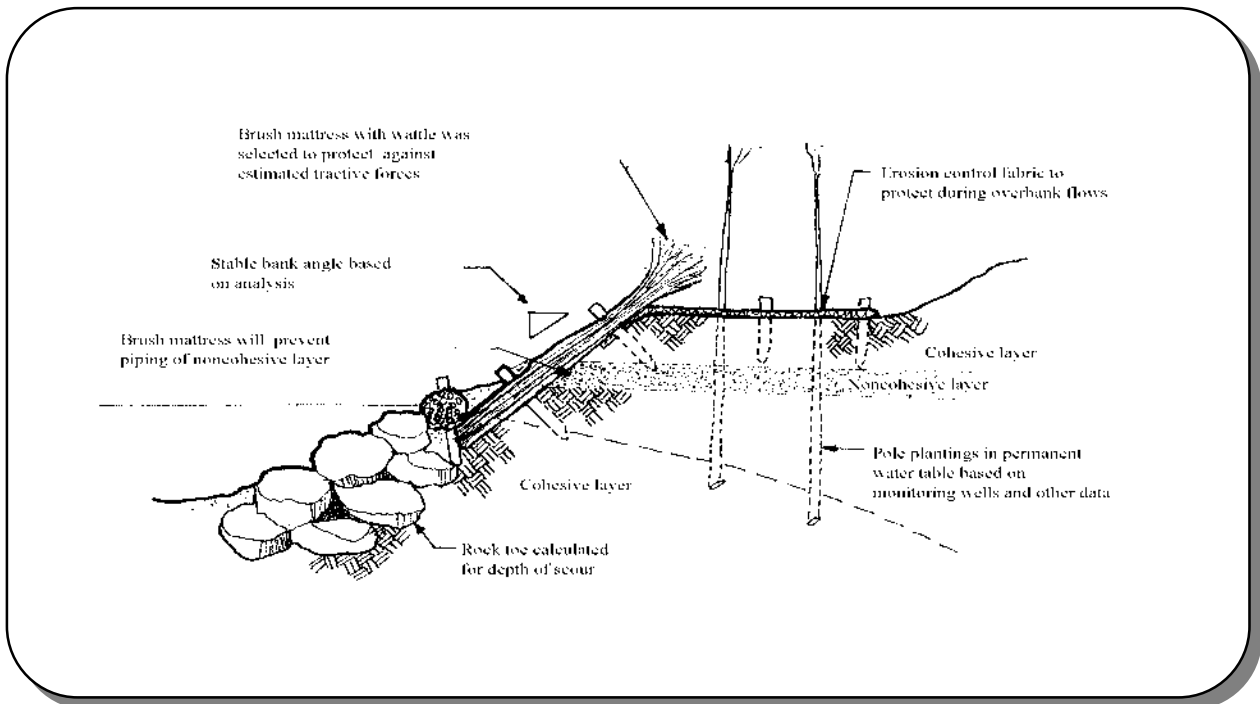 Brush mattress with wattle was
selected to protect against
estimated tractive forces
Erosion control fabric to
protect during overbank flows
Stable bank angle based
on analysis
Brush mattress will prevent
piping of noncohesive layer
Cohesive layer
Noncohesive layer
Pole plantings in permanent
water table based on
monitoring wells and other data
Cohesive layer
Rock toe calculated
for depth of scour